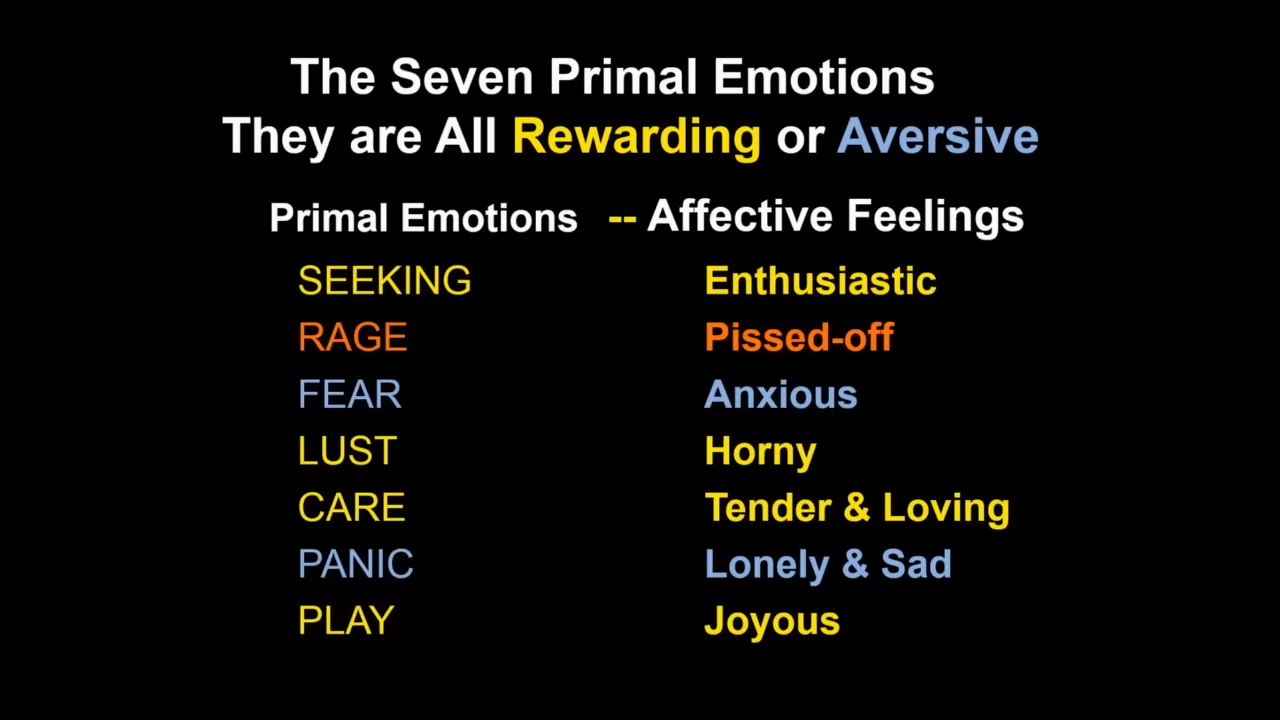 The Seven Primal Emotions
They are All Rewarding or Aversive
Primal Emotions -- Affective Feelings
SEEKING Enthusiastic
RAGE Pissed-off
FEAR Anxious
LUST Horny
CARE Tender & Loving
PANIC Lonely & Sad
PLAY Joyous